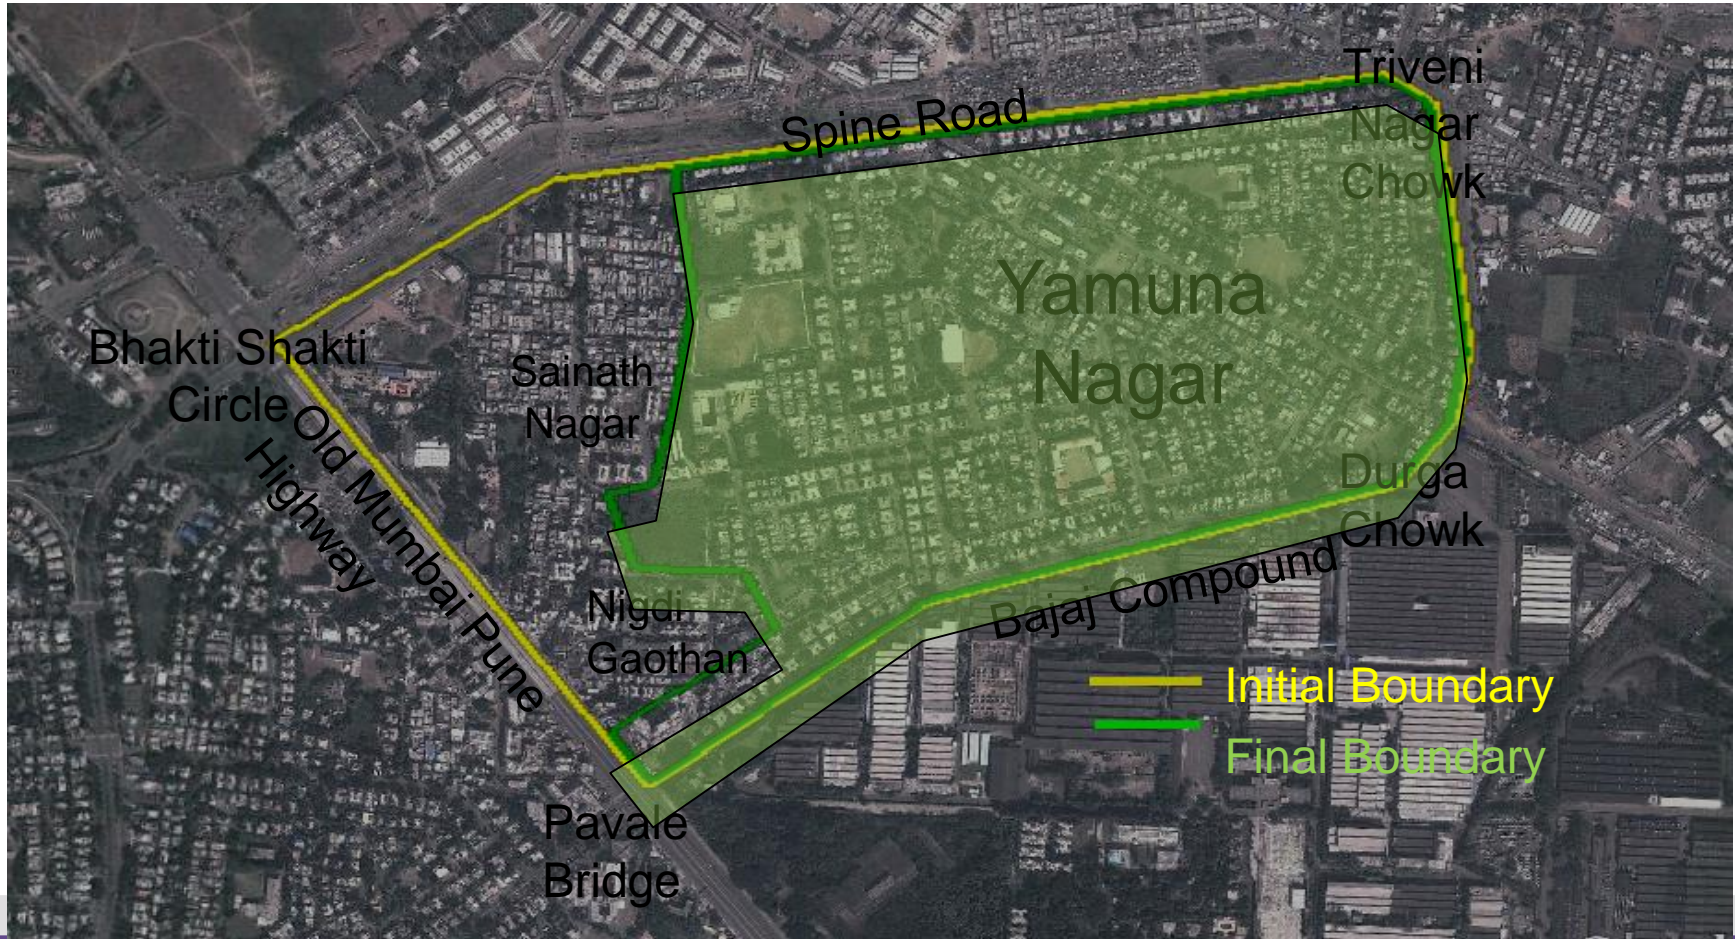 Triveni
Nagar
Chowk
Spine Road
Yamuna
Nagar
Bhakti Shakti
Circle
Sainath
Nagar
Old Mumbai Pune
Highway
Durga
Chowk
Bajaj Compound
Nigdi
Gaothan
Initial Boundary
Final Boundary
Pavale
Bridge